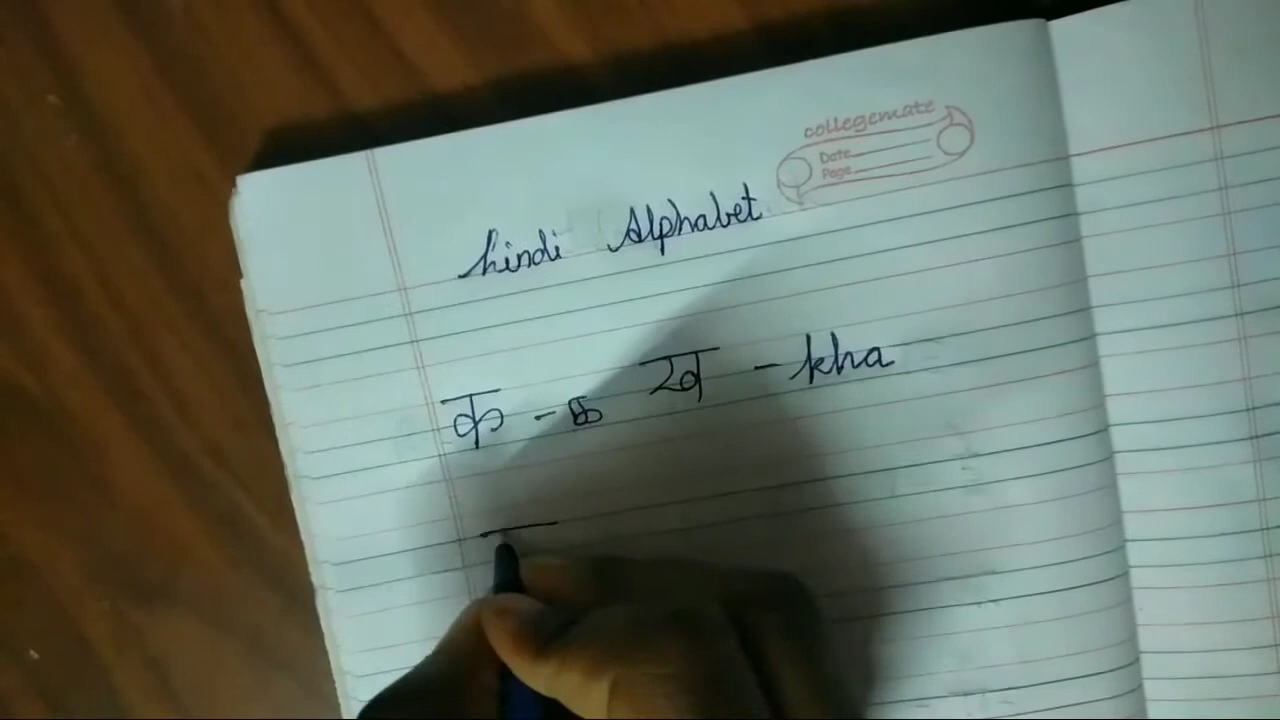 collegemate
Date
Page
hindi Alphabet
क - ख - kha